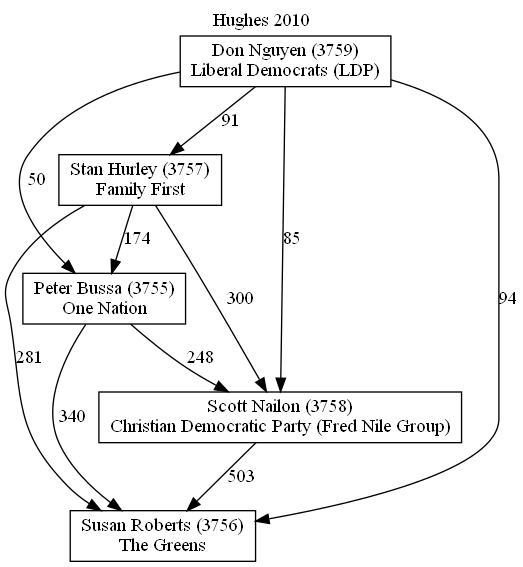 Hughes 2010
Don Nguyen (3759)
Liberal Democrats (LDP)
91
Stan Hurley (3757)
Family First
50
174
85
Peter Bussa (3755)
One Nation
300
94
281
248
Scott Nailon (3758)
Christian Democratic Party (Fred Nile Group)
340
503
Susan Roberts (3756)
The Greens